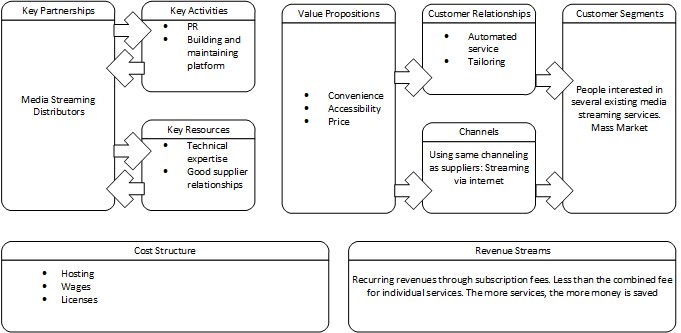 Key Partnerships
Media Streaming
Distributors
Key Activities
• PR
• Building and
maintaining
platform
Key Resources
• Technical
expertise
• Good supplier
relationships
Value Propositions
• Convenience
• Accessibility
• Price
Customer Relationships
• Automated
service
• Tailoring
Channels
Using same channeling
as suppliers: Streaming
via internet
Customer Segments
People interested in
several existing media
streaming services.
Mass Market
Cost Structure
• Hosting
• Wages
• Licenses
Revenue Streams
Recurring revenues through subscription fees. Less than the combined fee
for individual services. The more services, the more money is saved